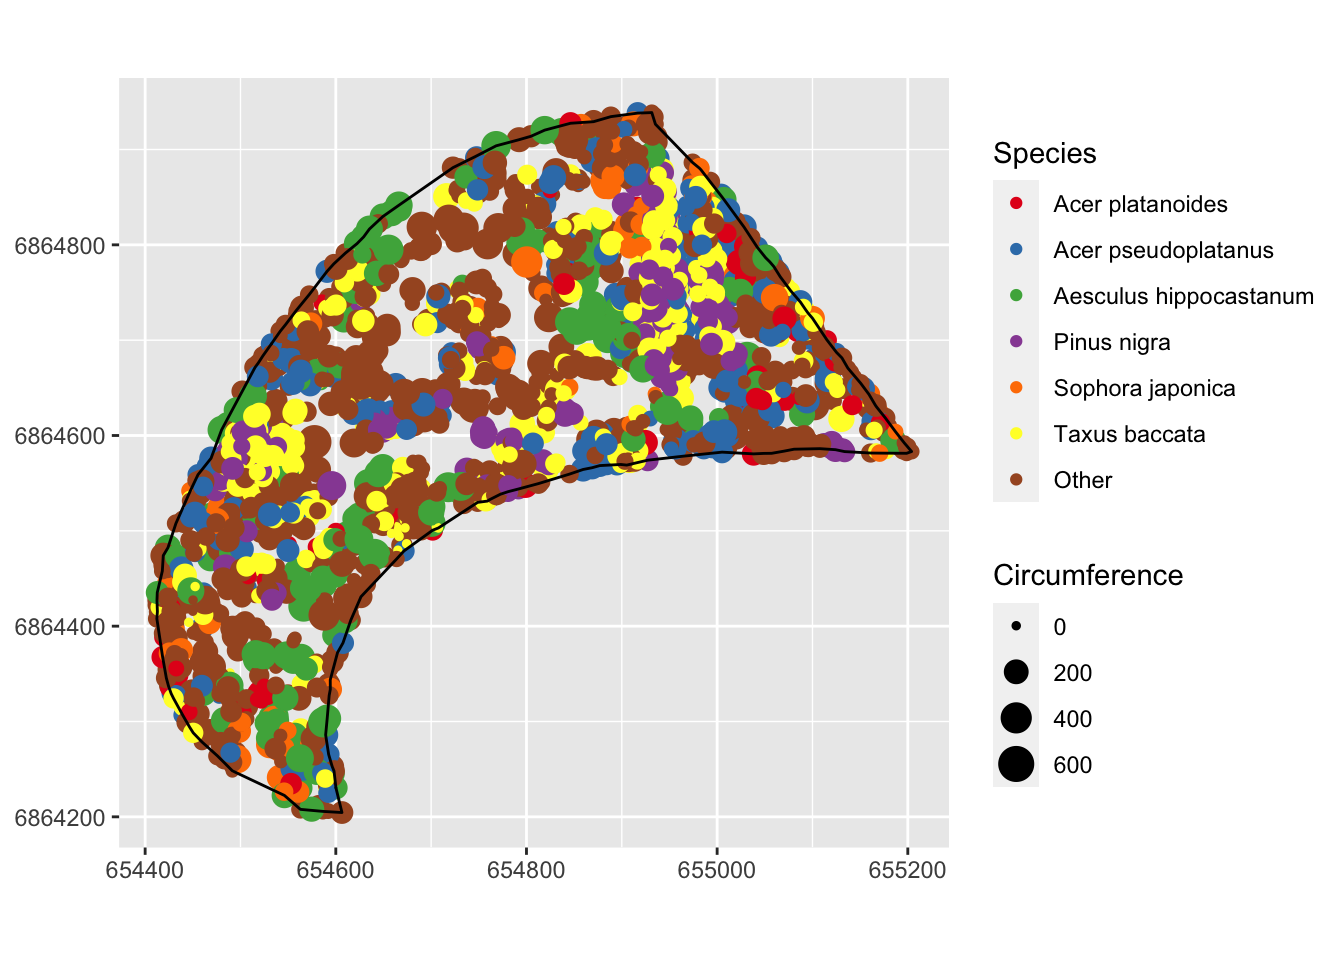 6864800
6864600
6864400
6864200
654400
654600
654800
655000
655200
Species
Acer platanoides
Acer pseudoplatanus
Aesculus hippocastanum
Pinus nigra
Sophora japonica
Taxus baccata
Other
Circumference
0
200
400
600